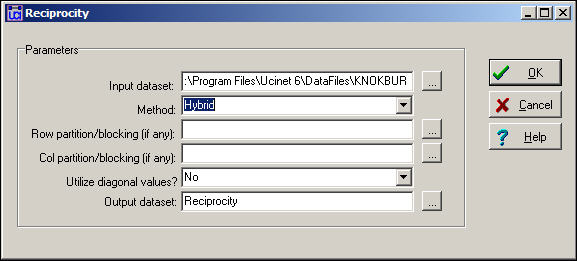 Reciprocity
Parameters
Input dataset: :\Program Files\Ucinet 6\DataFiles\KNOKBUR ...
Method: Hybrid
Row partition/blocking (if any): ...
Col partition/blocking (if any): ...
Utilize diagonal values? No
Output dataset: Reciprocity ...
OK
Cancel
Help